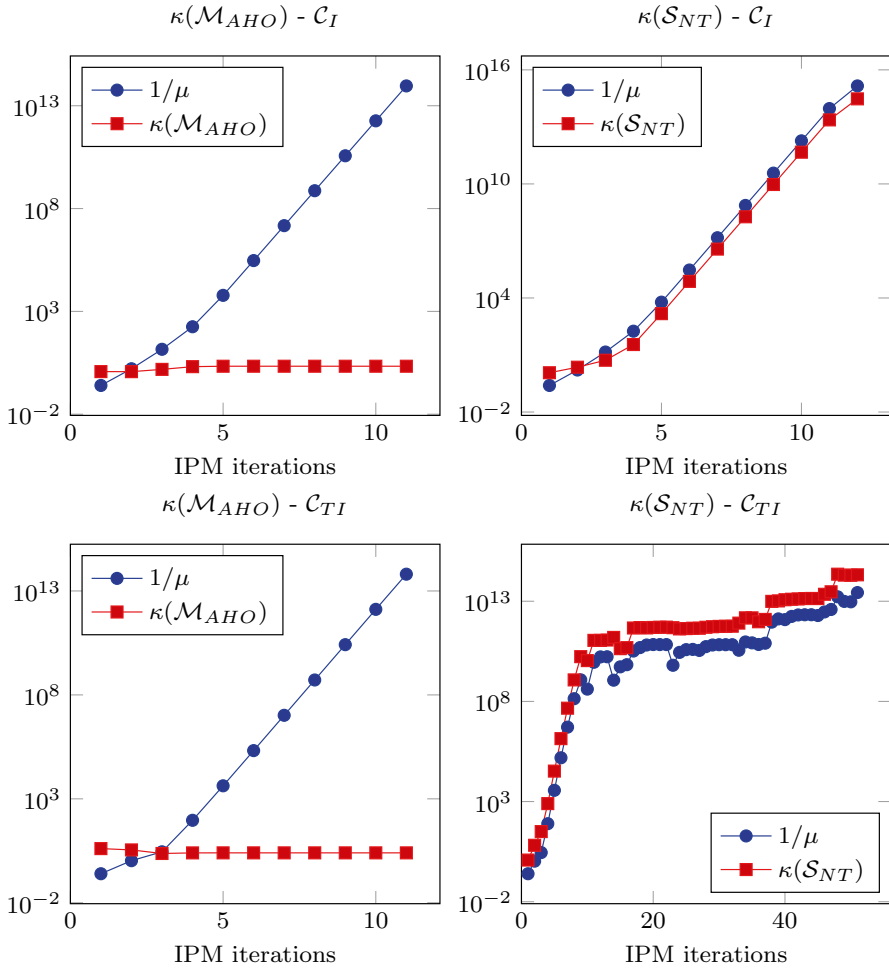 κ(M_AHO) - C_I
10^13
10^8
10^3
10^−2
0
5
10
IPM iterations
1/μ
κ(M_AHO)
κ(S_NT) - C_I
10^16
10^10
10^4
10^−2
0
5
10
IPM iterations
1/μ
κ(S_NT)
κ(M_AHO) - C_TI
10^13
10^8
10^3
10^−2
0
5
10
IPM iterations
1/μ
κ(M_AHO)
κ(S_NT) - C_TI
10^13
10^8
10^3
10^−2
0
20
40
IPM iterations
1/μ
κ(S_NT)